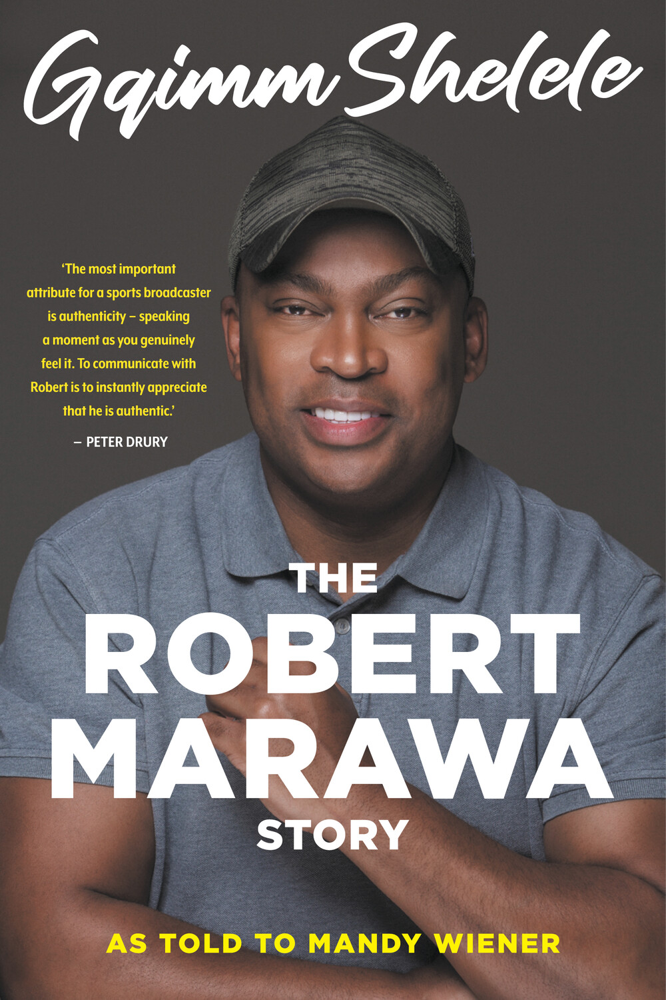 Gqimm Shelele
‘The most important
attribute for a sports broadcaster
is authenticity – speaking
a moment as you genuinely
feel it. To communicate with
Robert is to instantly appreciate
that he is authentic.’
– PETER DRURY
THE
ROBERT
MARAWA
STORY
AS TOLD TO MANDY WIENER